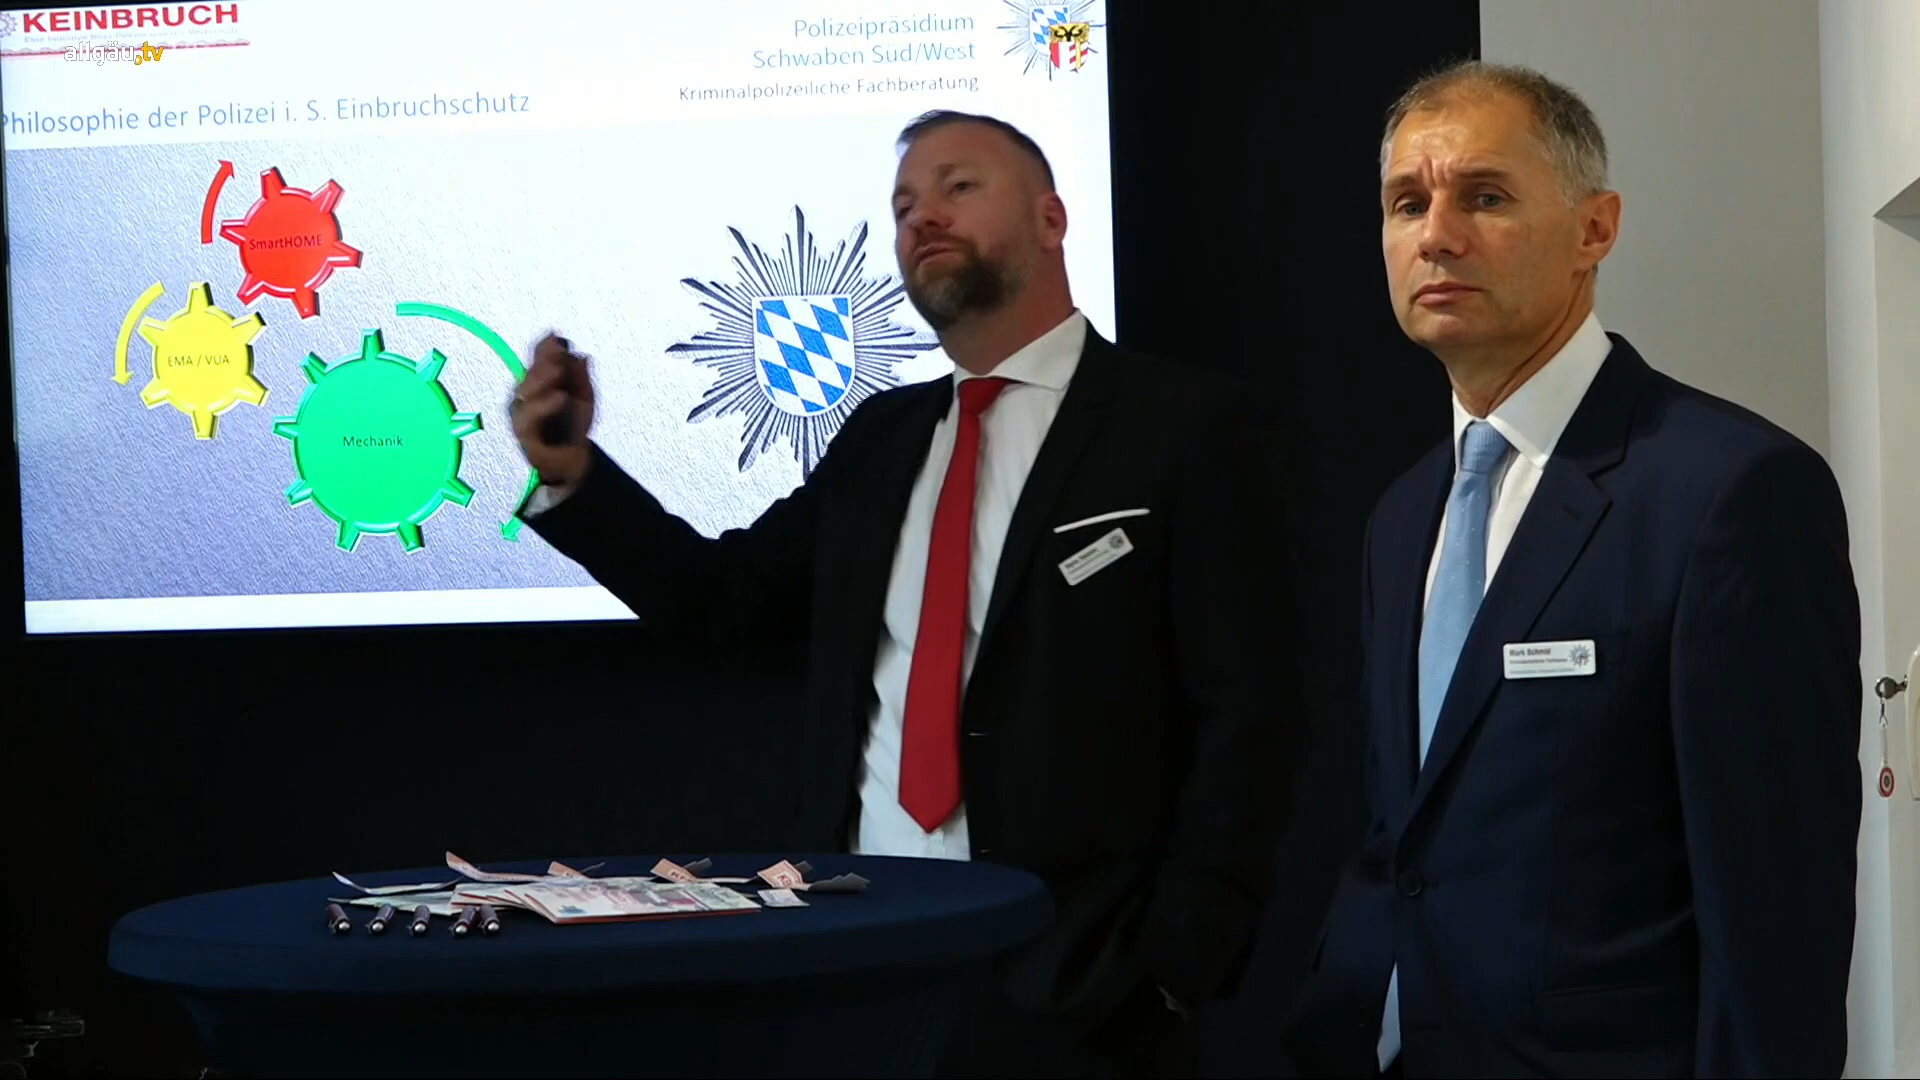 KEINBRUCH
allgäu.tv
Polizeipräsidium
Schwaben Süd/West
Kriminalpolizeiliche Fachberatung
Philosophie der Polizei i. S. Einbruchschutz
SmartHOME
EMA / VÜA
Mechanik
Mark Schmid